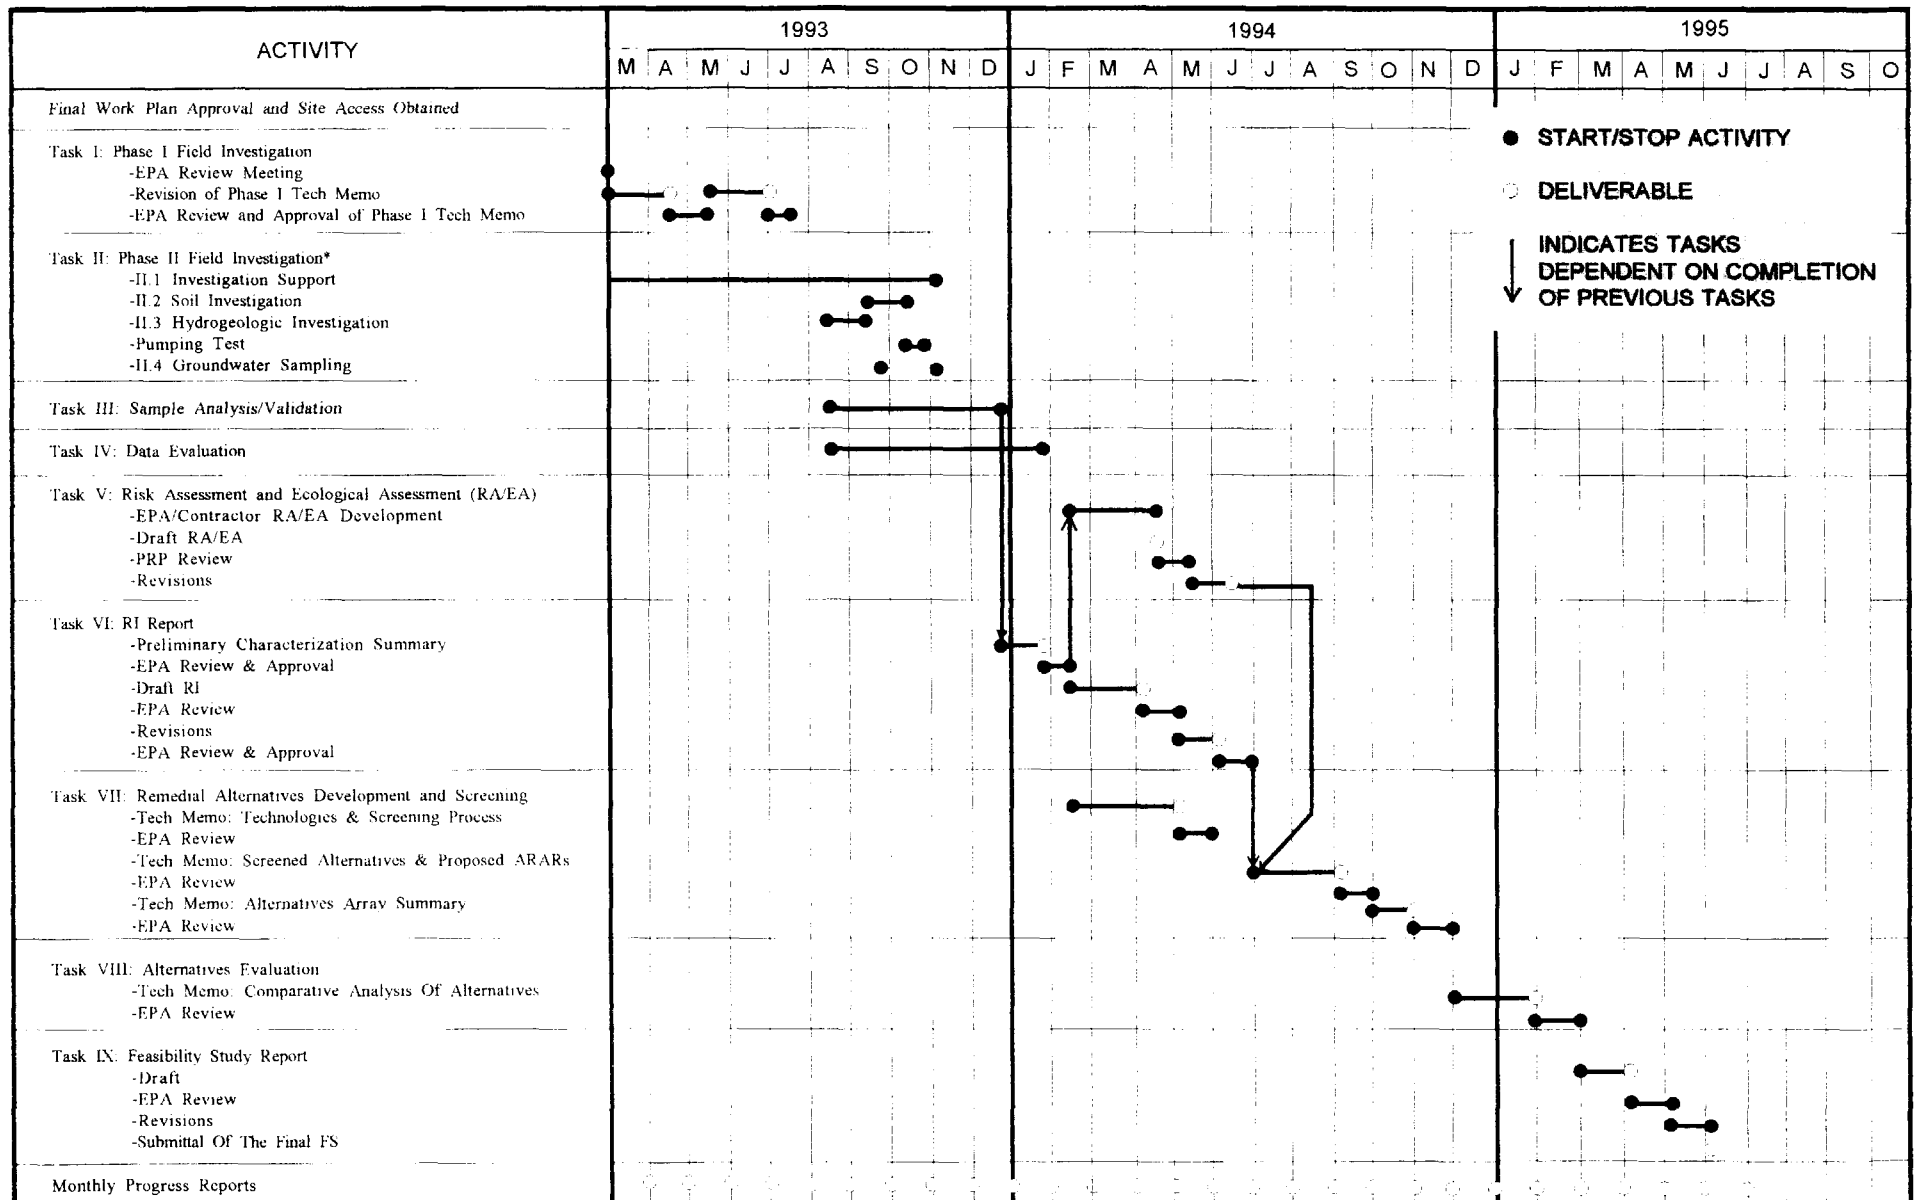 ACTIVITY
1993
1994
1995
M A M J J A S O N D J F M A M J J A S O N D J F M A M J J A S O
Final Work Plan Approval and Site Access Obtained
Task I: Phase I Field Investigation
-EPA Review Meeting
-Revision of Phase I Tech Memo
-EPA Review and Approval of Phase I Tech Memo
Task II: Phase II Field Investigation*
-II.1 Investigation Support
-II.2 Soil Investigation
-II.3 Hydrogeologic Investigation
-Pumping Test
-II.4 Groundwater Sampling
Task III: Sample Analysis/Validation
Task IV: Data Evaluation
Task V: Risk Assessment and Ecological Assessment (RA/EA)
-EPA/Contractor RA/EA Development
-Draft RA/EA
-PRP Review
-Revisions
Task VI: RI Report
-Preliminary Characterization Summary
-EPA Review & Approval
-Draft RI
-EPA Review
-Revisions
-EPA Review & Approval
Task VII: Remedial Alternatives Development and Screening
-Tech Memo: Technologies & Screening Process
-EPA Review
-Tech Memo: Screened Alternatives & Proposed ARARs
-EPA Review
-Tech Memo: Alternatives Array Summary
-EPA Review
Task VIII: Alternatives Evaluation
-Tech Memo: Comparative Analysis Of Alternatives
-EPA Review
Task IX: Feasibility Study Report
-Draft
-EPA Review
-Revisions
-Submittal Of The Final FS
Monthly Progress Reports
START/STOP ACTIVITY
DELIVERABLE
INDICATES TASKS
DEPENDENT ON COMPLETION
OF PREVIOUS TASKS